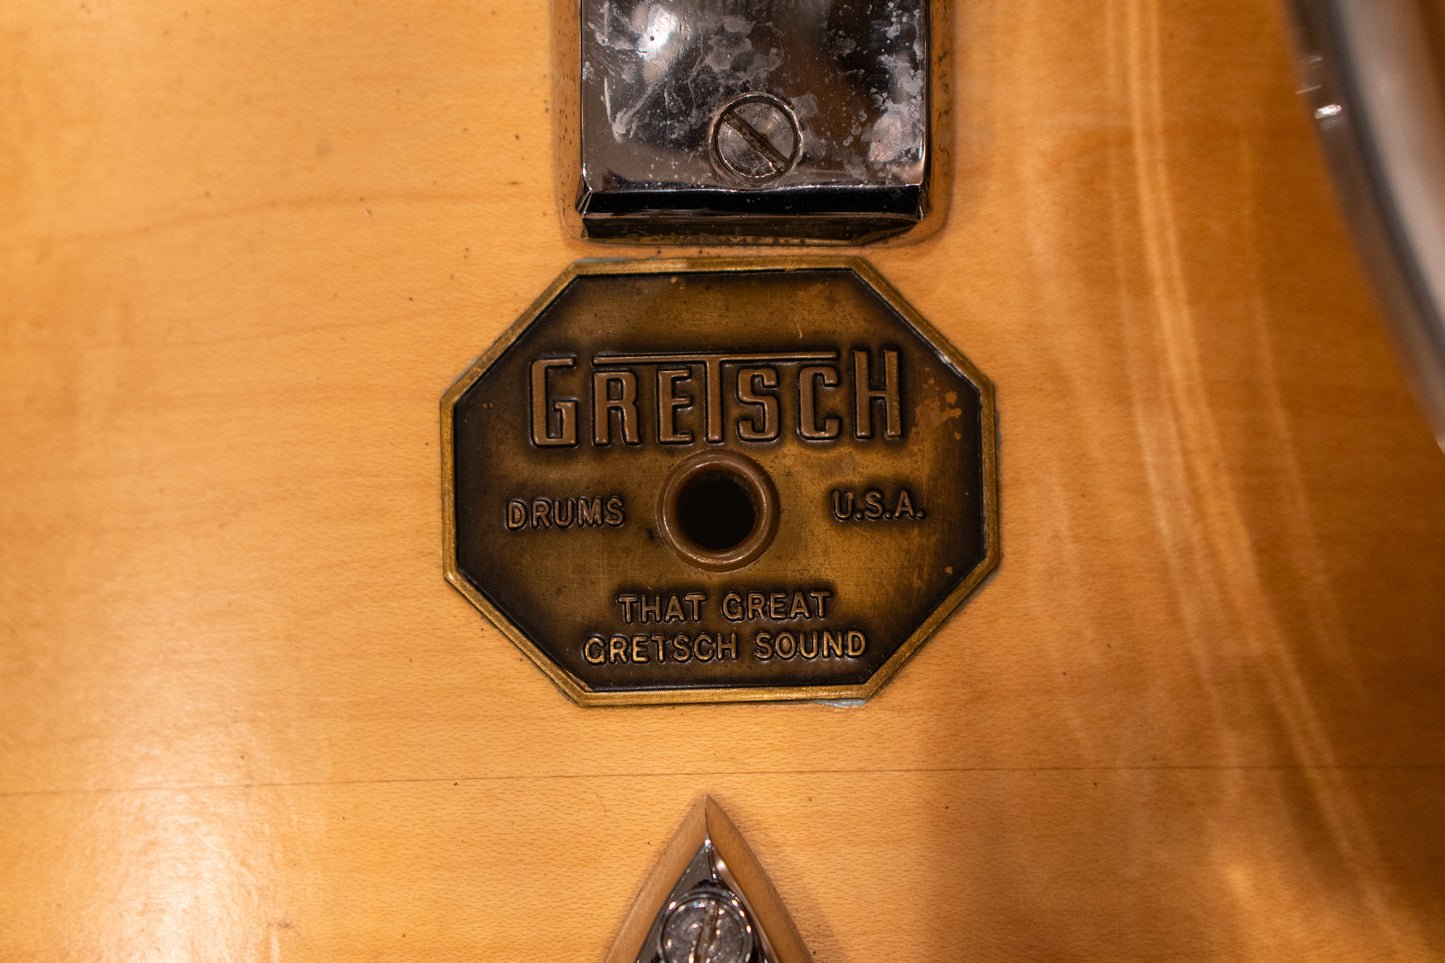 GRETSCH
DRUMS U.S.A.
THAT GREAT
GRETSCH SOUND